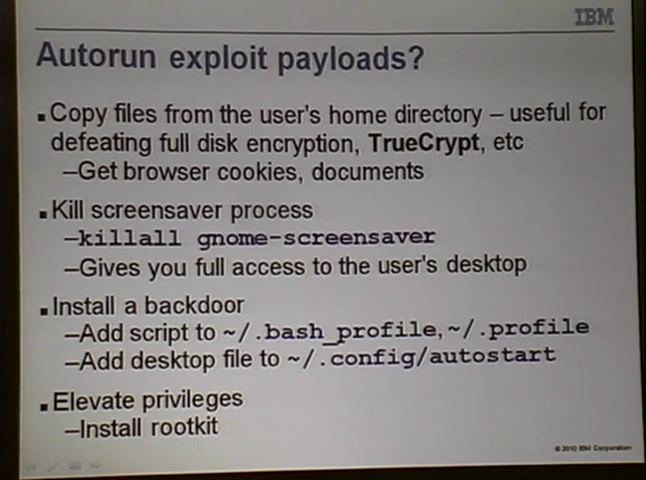 IBM
Autorun exploit payloads?
▪ Copy files from the user's home directory – useful for
defeating full disk encryption, TrueCrypt, etc
–Get browser cookies, documents
▪ Kill screensaver process
–killall gnome-screensaver
–Gives you full access to the user's desktop
▪ Install a backdoor
–Add script to ~/.bash_profile, ~/.profile
–Add desktop file to ~/.config/autostart
▪ Elevate privileges
–Install rootkit
© 2010 IBM Corporation